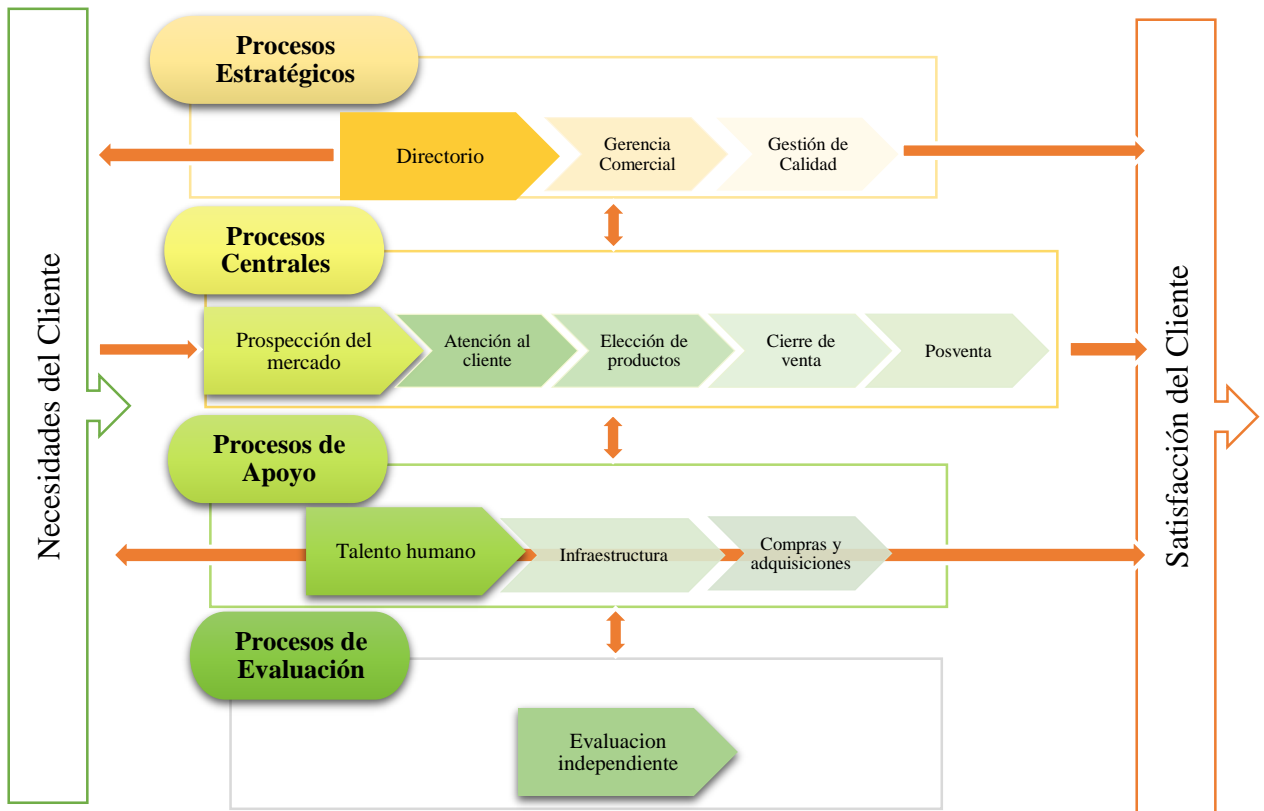 Necesidades del Cliente
Procesos
Estratégicos
Directorio
Gerencia
Comercial
Gestión de
Calidad
Procesos
Centrales
Prospección del
mercado
Atención al
cliente
Elección de
productos
Cierre de
venta
Posventa
Procesos de
Apoyo
Talento humano
Infraestructura
Compras y
adquisiciones
Procesos de
Evaluación
Evaluacion
independiente
Satisfacción del Cliente